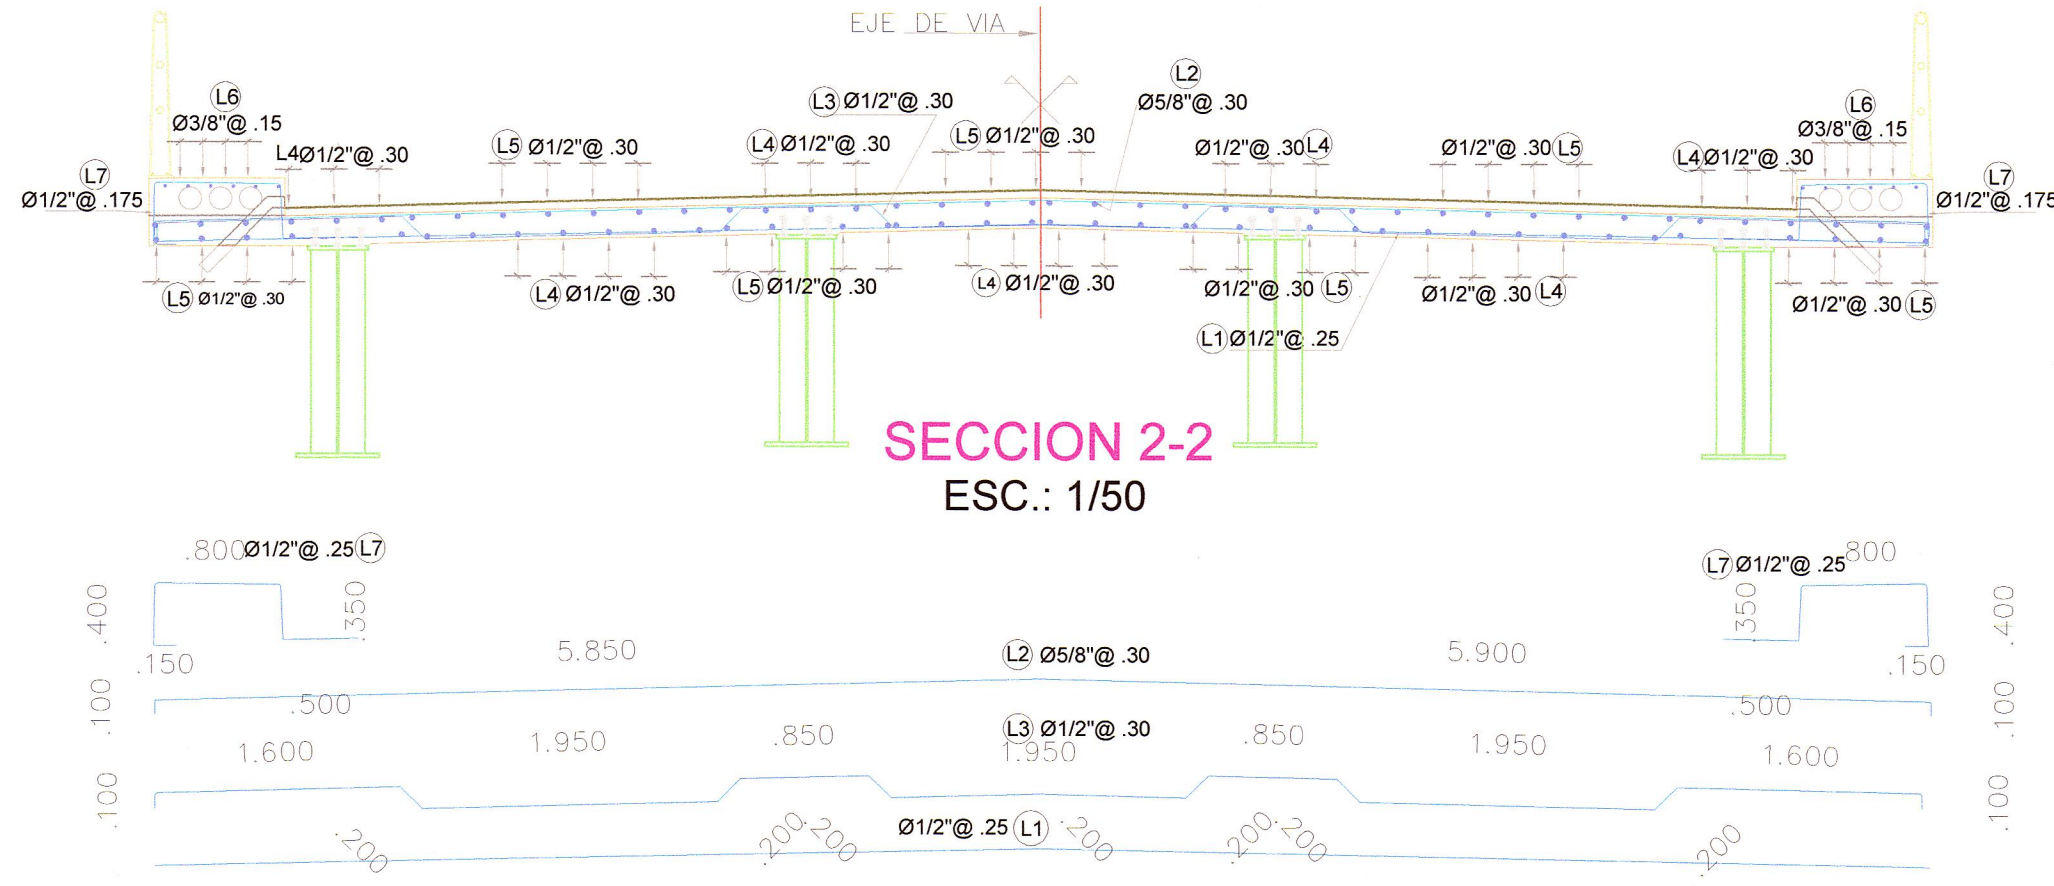 EJE DE VIA
L2
Ø5/8"@ .30
L3 Ø1/2"@ .30
L6
Ø3/8"@ .15
L4 Ø1/2"@ .30
L5 Ø1/2"@ .30
L4 Ø1/2"@ .30
L5 Ø1/2"@ .30
Ø1/2"@ .30 L4
Ø1/2"@ .30 L5
L4 Ø1/2"@ .30
L6
Ø3/8"@ .15
L7
Ø1/2"@ .175
L7
Ø1/2"@ .175
L5 Ø1/2"@ .30
L4 Ø1/2"@ .30
L5 Ø1/2"@ .30
L4 Ø1/2"@ .30
Ø1/2"@ .30 L5
Ø1/2"@ .30 L4
Ø1/2"@ .30 L5
L1 Ø1/2"@ .25
SECCION 2-2
ESC.: 1/50
.800 Ø1/2"@ .25 L7
L7 Ø1/2"@ .25 .800
.400
.350
.350
.400
.150
5.850
L2 Ø5/8"@ .30
5.900
.150
.100
.500
.500
.100
1.600
1.950
.850
L3 Ø1/2"@ .30
1.950
.850
1.950
1.600
.100
.100
.200
.200
.200
Ø1/2"@ .25 L1
.200
.200
.200
.200